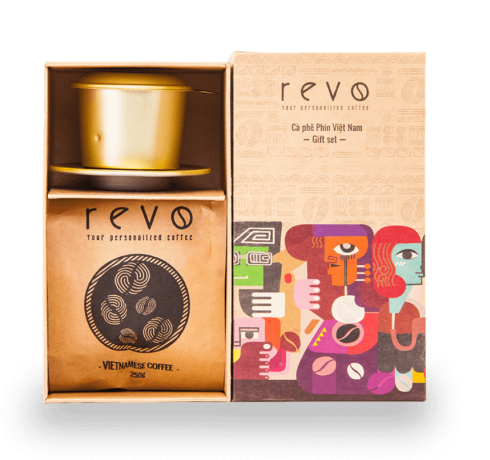 revo
Your personalized coffee
- VIETNAMESE COFFEE -
250g
revo
Your personalized coffee
Cà phê Phin Việt Nam
– Gift set –